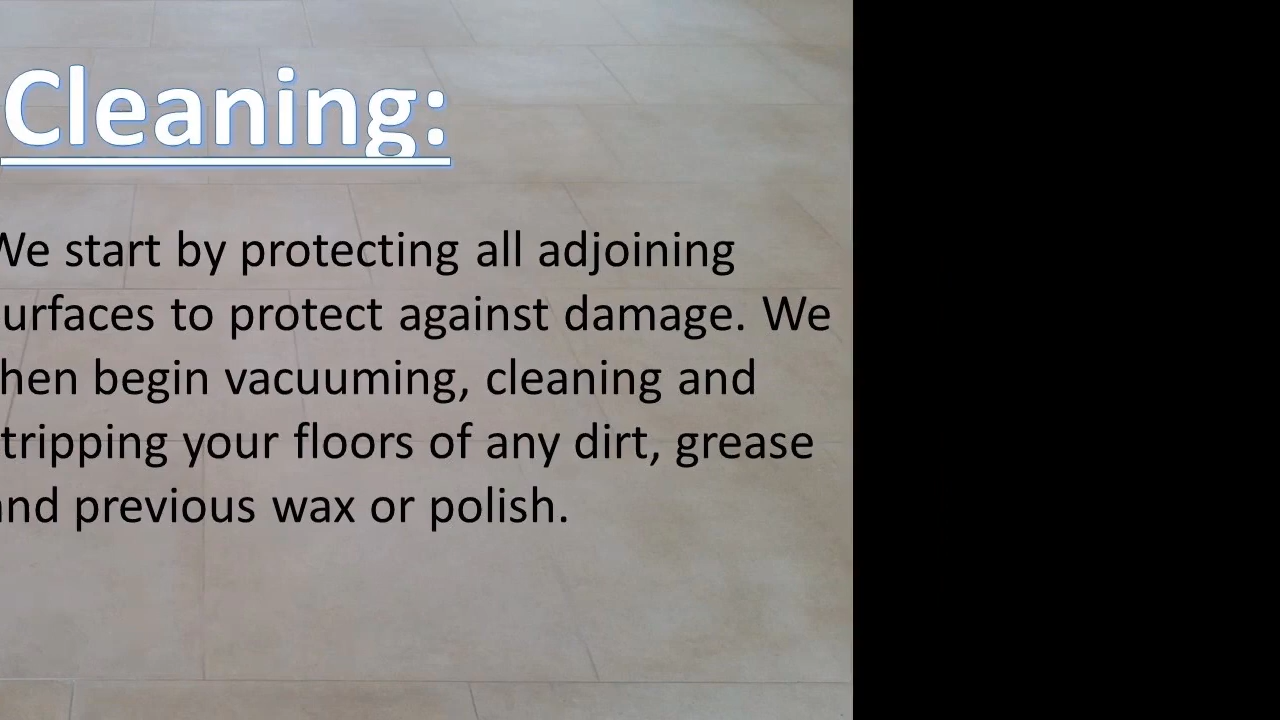 Cleaning:
We start by protecting all adjoining
urfaces to protect against damage. We
hen begin vacuuming, cleaning and
tripping your floors of any dirt, grease
and previous wax or polish.